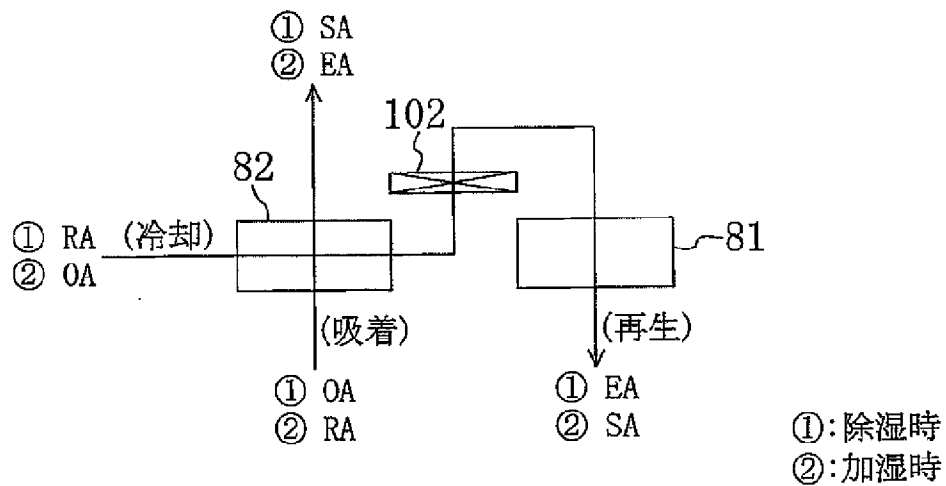 ① SA
② EA
102
82
① RA (冷却)
② OA
81
(吸着)
(再生)
① OA
② RA
① EA
② SA
①:除湿時
②:加湿時